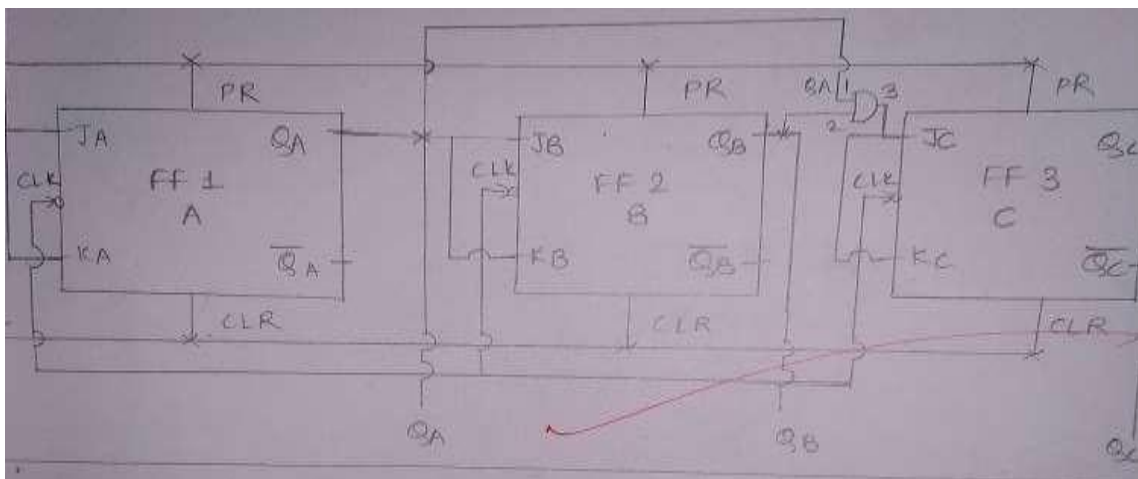 PR
PR
QA
1
3
PR
2
JA
QA
JB
QB
JC
QC
CLK
FF 1
CLK
FF 2
CLK
FF 3
A
B
C
KA
Q̅A
KB
Q̅B
KC
Q̅C
CLR
CLR
CLR
QA
QB